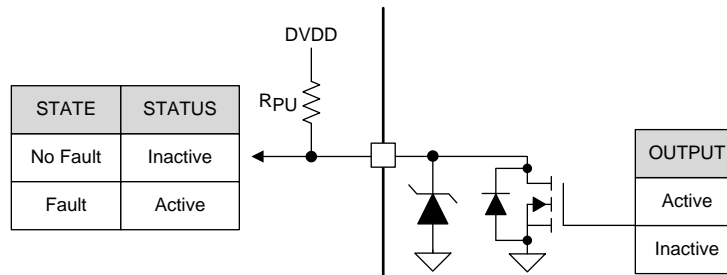 DVDD
RPU
STATE STATUS
No Fault Inactive
Fault Active
OUTPUT
Active
Inactive